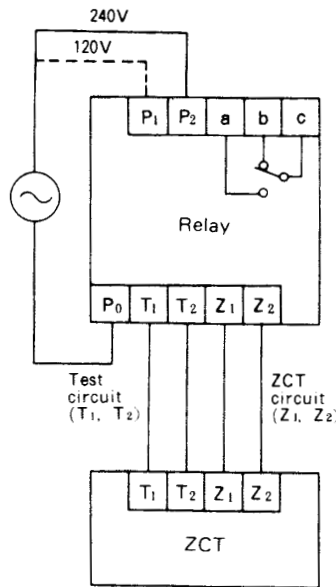 240V
120V
P₁ P₂ a b c
Relay
P₀ T₁ T₂ Z₁ Z₂
Test
circuit
(T₁, T₂)
ZCT
circuit
(Z₁, Z₂)
T₁ T₂ Z₁ Z₂
ZCT